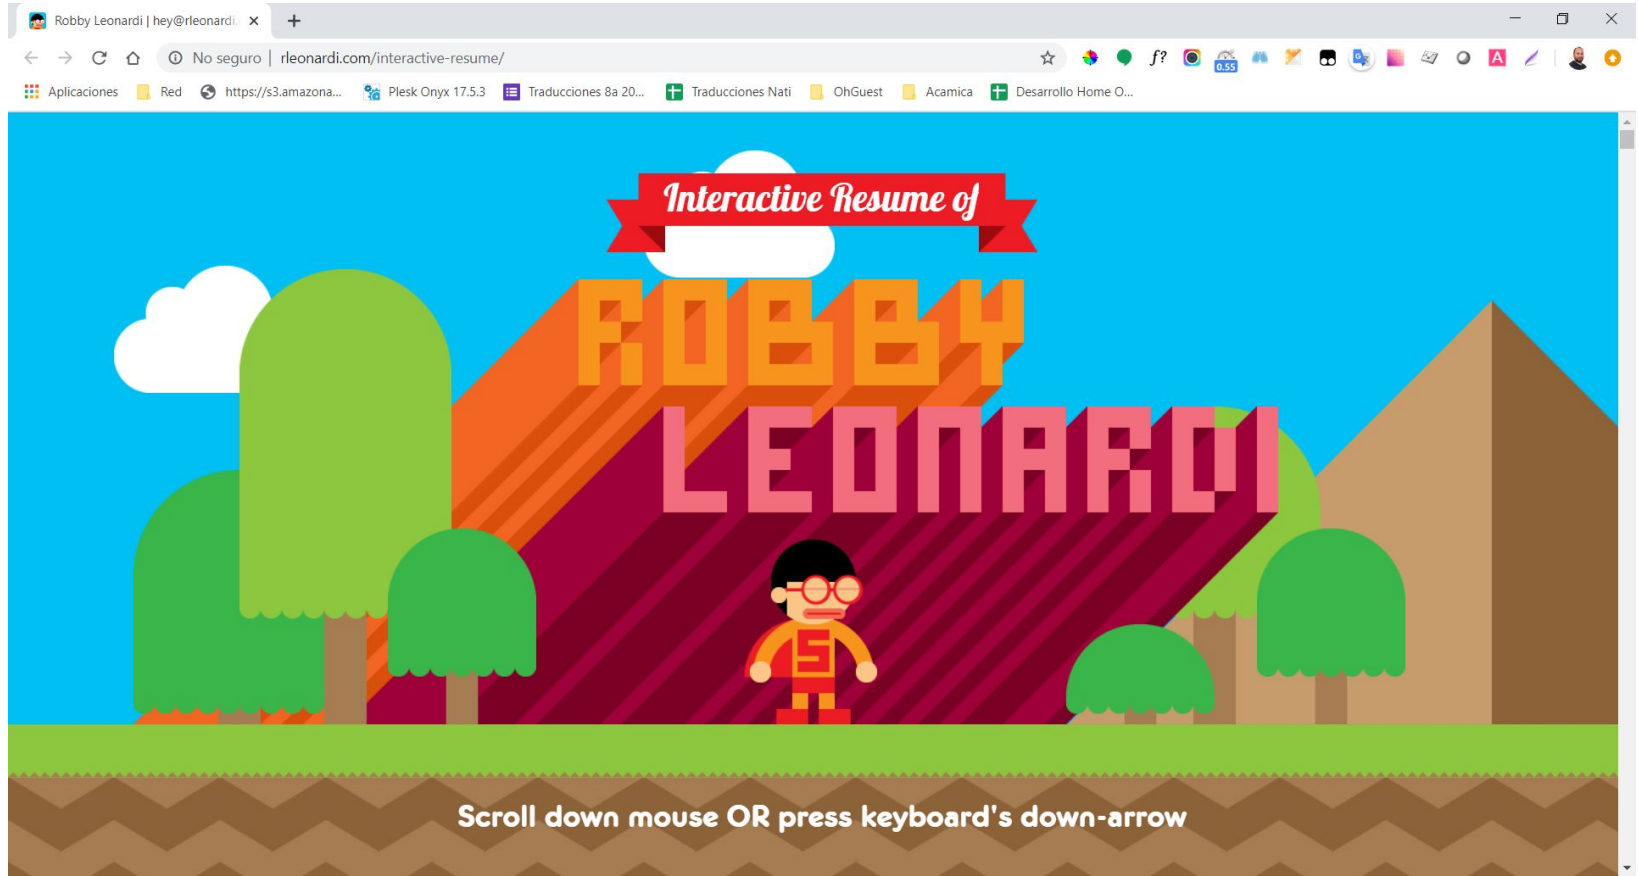 Robby Leonardi | hey@rleonardi.
No seguro | rleonardi.com/interactive-resume/
f?
0.55
A
Aplicaciones Red https://s3.amazona... Plesk Onyx 17.5.3 Traducciones 8a 20... Traducciones Nati OhGuest Acamica Desarrollo Home O...
Interactive Resume of
ROBBY
LEONARDI
S
Scroll down mouse OR press keyboard's down-arrow